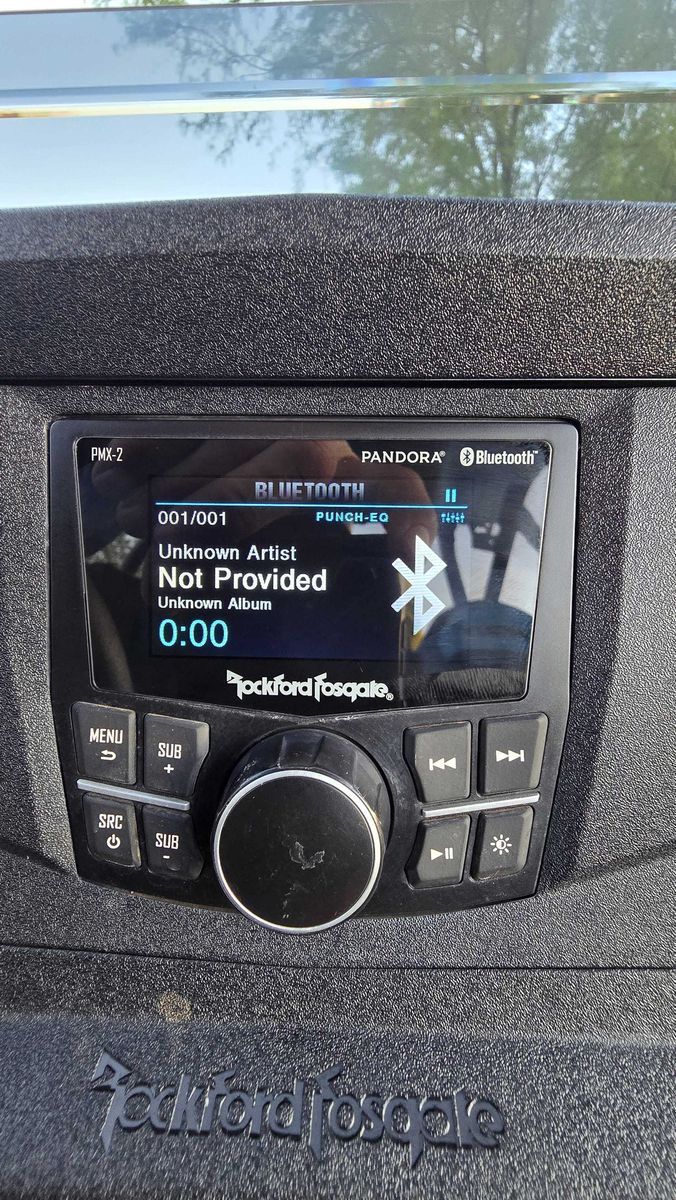 PMX-2
PANDORA® Bluetooth™
BLUETOOTH
001/001 PUNCH-EQ
Unknown Artist
Not Provided
Unknown Album
0:00
Rockford Fosgate®
MENU
SUB
+
SRC
SUB
-
Rockford Fosgate